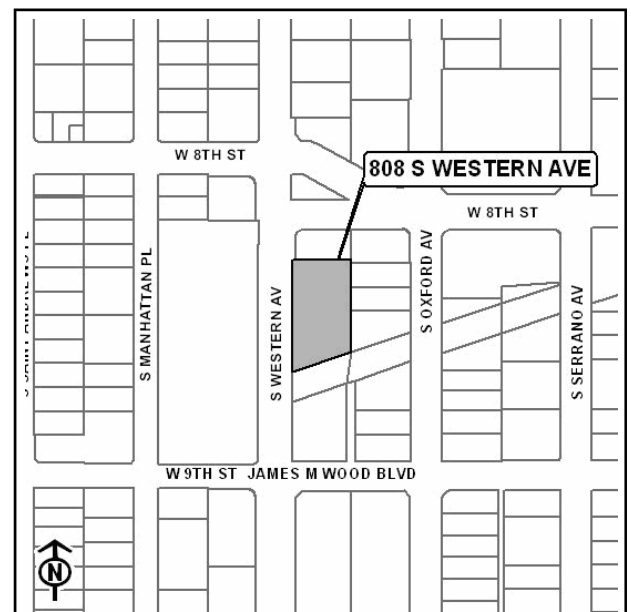 W 8TH ST
808 S WESTERN AVE
W 8TH ST
S MANHATTAN PL
S WESTERN AV
S OXFORD AV
S SERRANO AV
W 9TH ST JAMES M WOOD BLVD
N